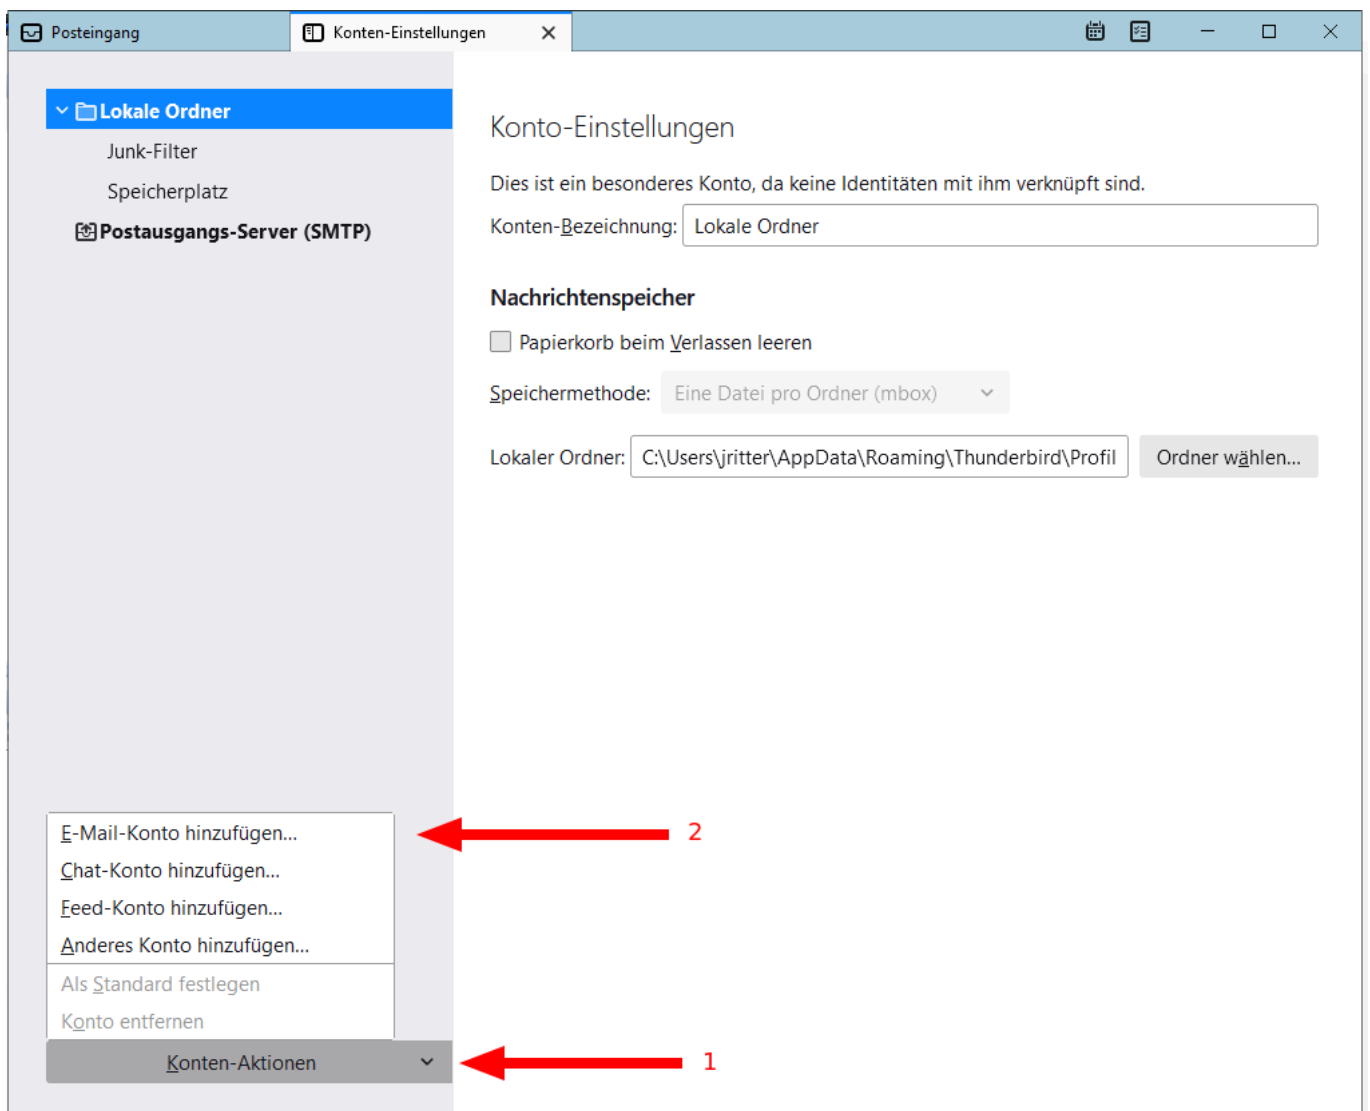 Posteingang
Konten-Einstellungen
Lokale Ordner
Junk-Filter
Speicherplatz
Postausgangs-Server (SMTP)
Konto-Einstellungen
Dies ist ein besonderes Konto, da keine Identitäten mit ihm verknüpft sind.
Konten-Bezeichnung: Lokale Ordner
Nachrichtenspeicher
Papierkorb beim Verlassen leeren
Speichermethode: Eine Datei pro Ordner (mbox)
Lokaler Ordner: C:\Users\jritter\AppData\Roaming\Thunderbird\Profil Ordner wählen...
E-Mail-Konto hinzufügen... 2
Chat-Konto hinzufügen...
Feed-Konto hinzufügen...
Anderes Konto hinzufügen...
Als Standard festlegen
Konto entfernen
Konten-Aktionen 1